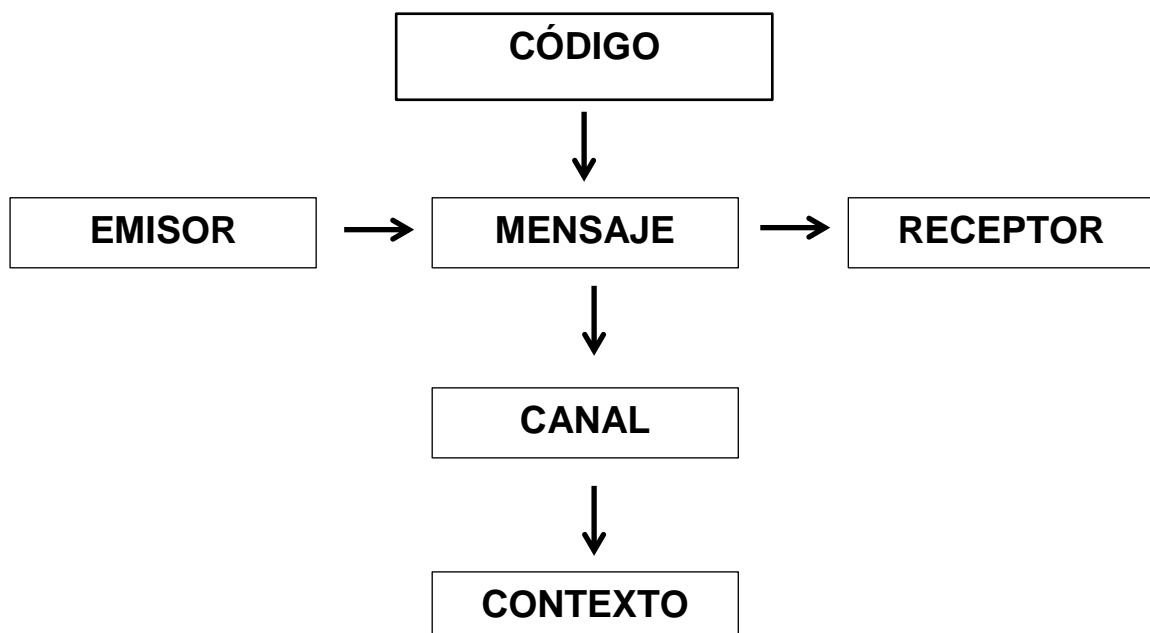 CÓDIGO
EMISOR
MENSAJE
RECEPTOR
CANAL
CONTEXTO